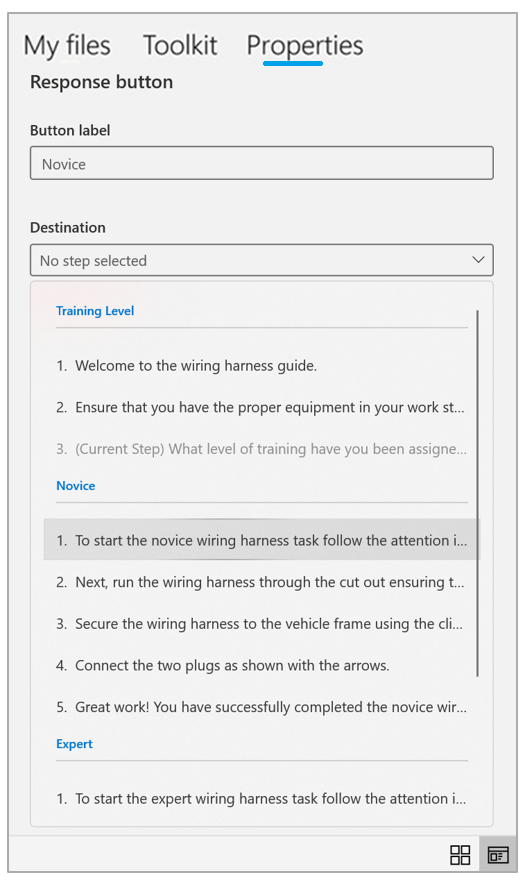 My files Toolkit Properties
Response button
Button label
Novice
Destination
No step selected
Training Level
1. Welcome to the wiring harness guide.
2. Ensure that you have the proper equipment in your work st...
3. (Current Step) What level of training have you been assigne...
Novice
1. To start the novice wiring harness task follow the attention i...
2. Next, run the wiring harness through the cut out ensuring t...
3. Secure the wiring harness to the vehicle frame using the cli...
4. Connect the two plugs as shown with the arrows.
5. Great work! You have successfully completed the novice wir...
Expert
1. To start the expert wiring harness task follow the attention i...